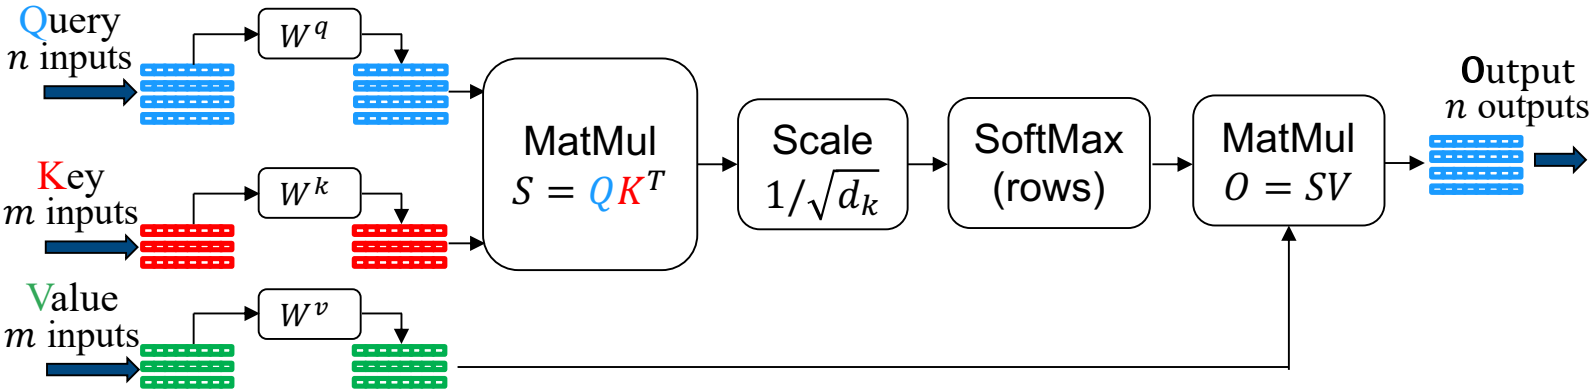 Query
n inputs
W^q
Key
m inputs
W^k
Value
m inputs
W^v
MatMul
S = QK^T
Scale
1/√d_k
SoftMax
(rows)
MatMul
O = SV
Output
n outputs